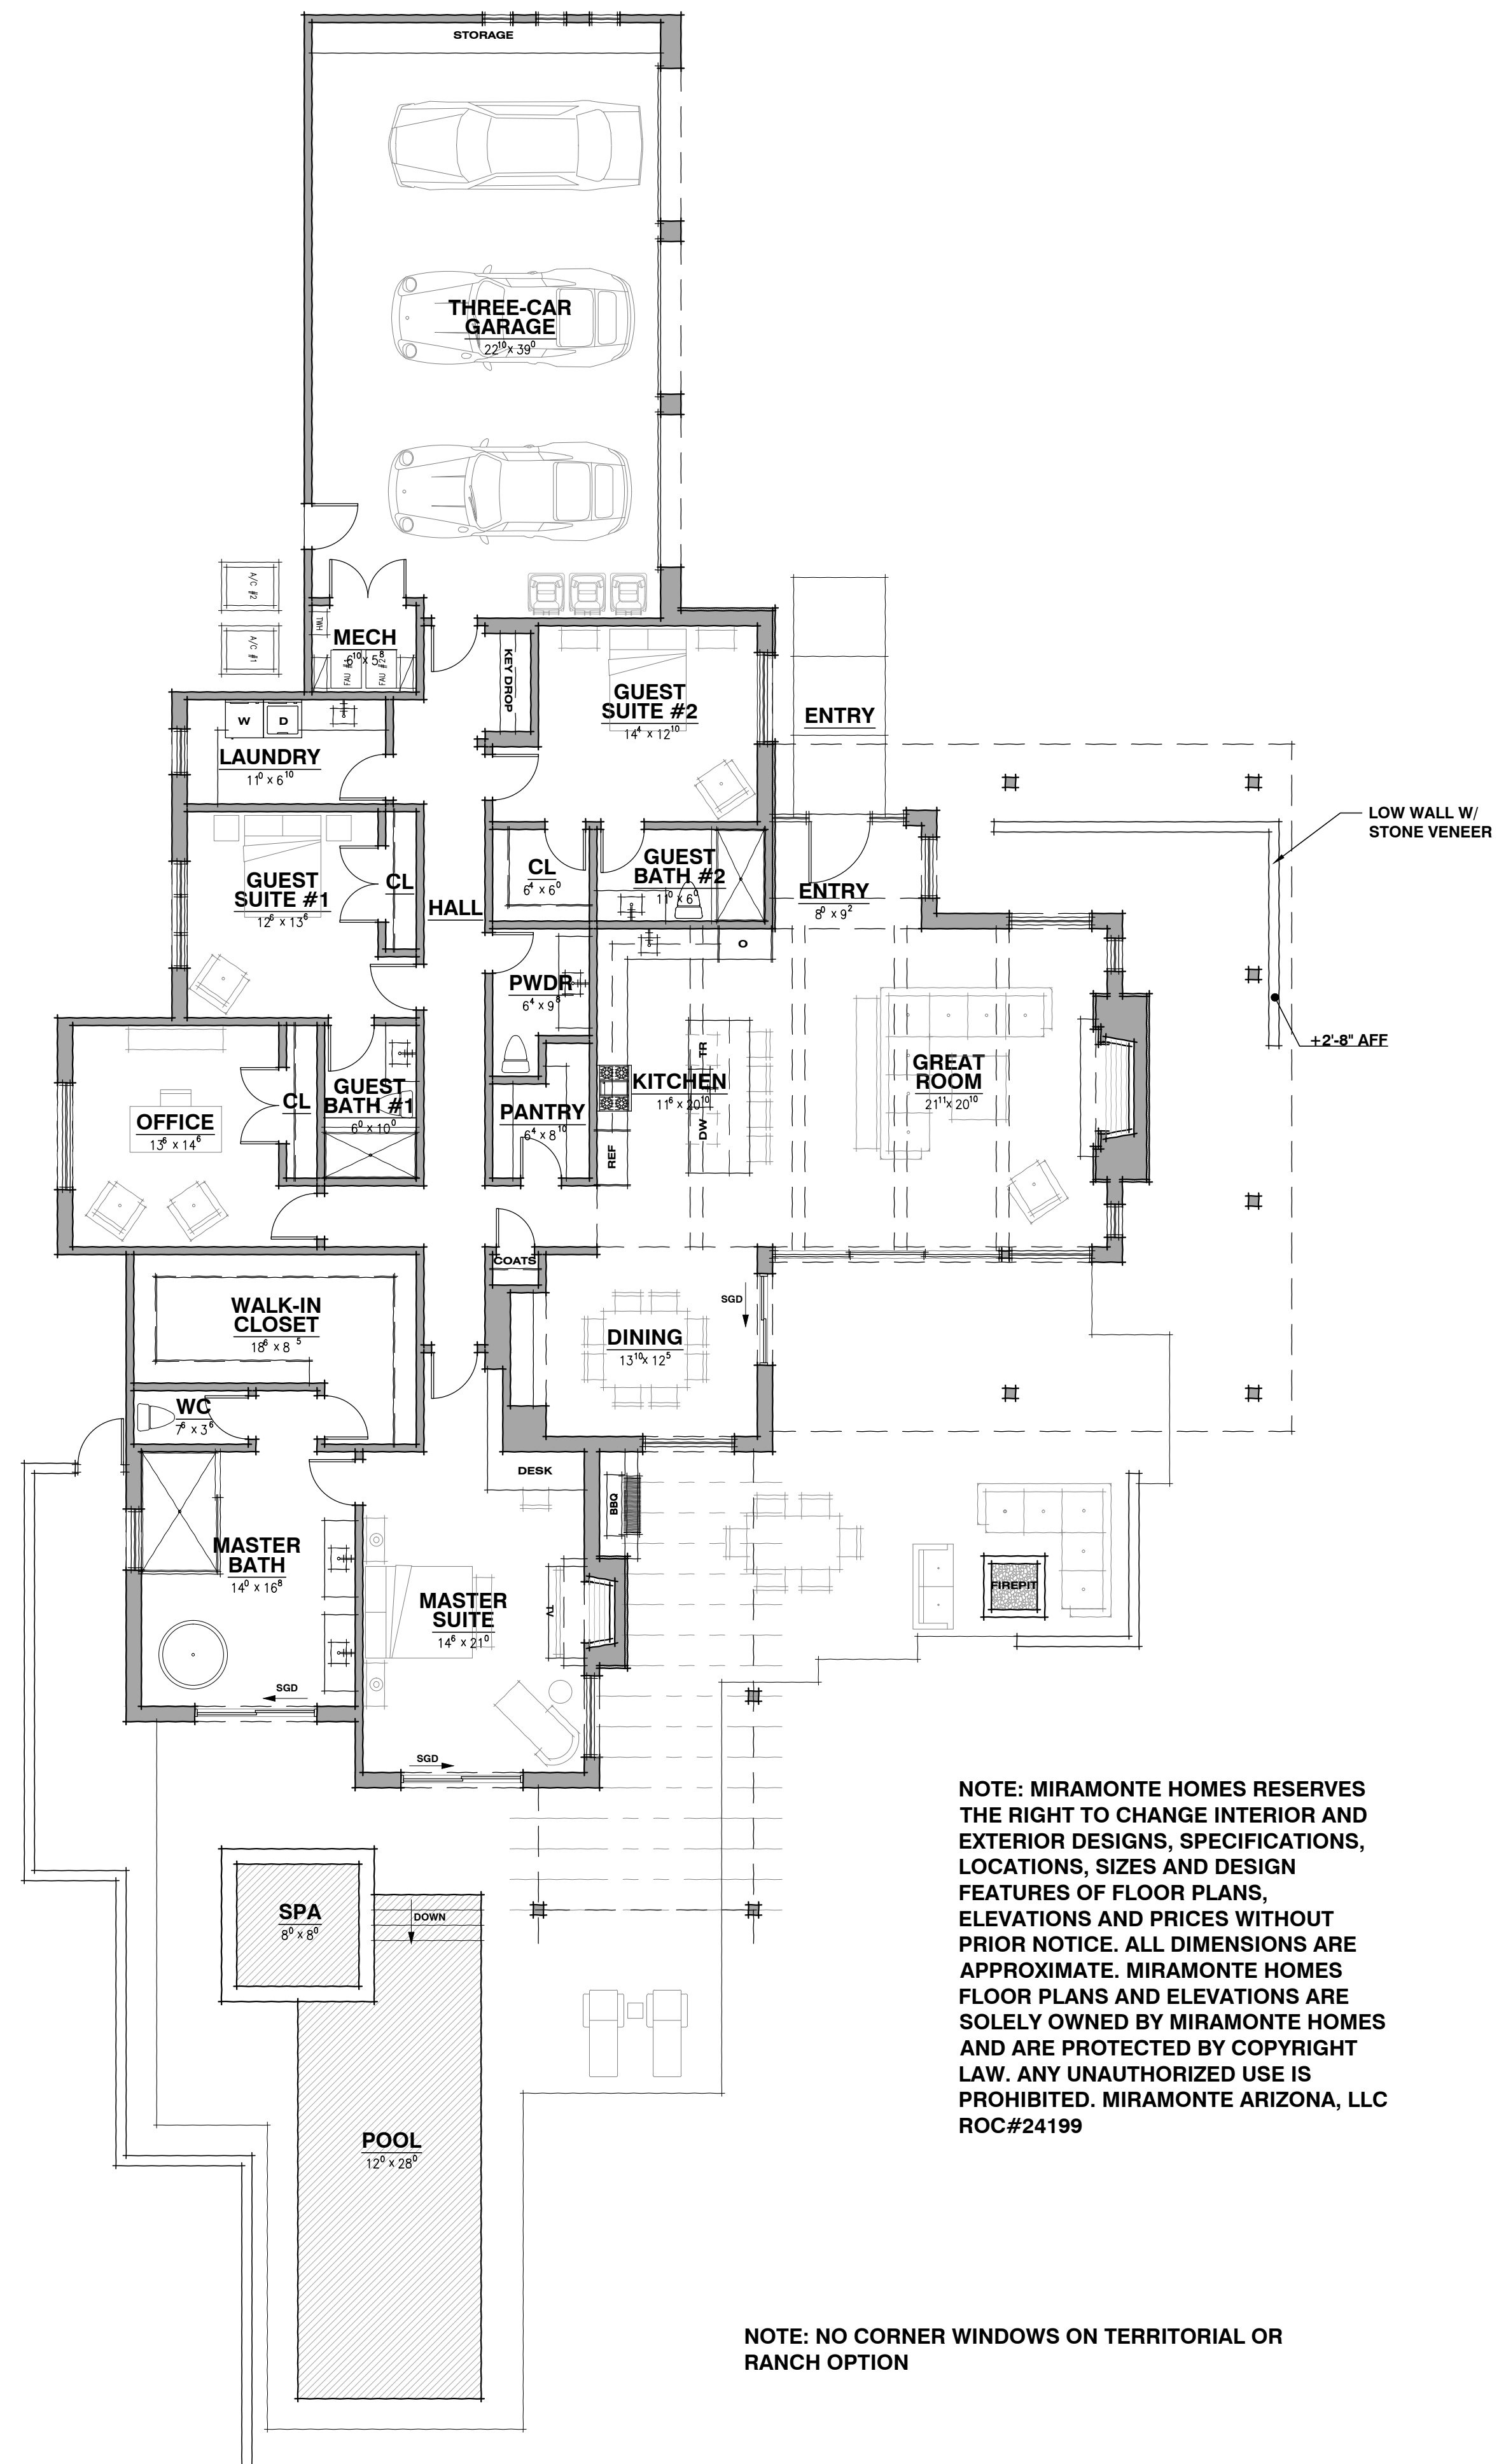 STORAGE
THREE-CAR
GARAGE
22¹⁰ x 39⁰
A/C #2
A/C #1
TWH
MECH
6¹⁰ x 5⁸
FAU #2
KEY DROP
GUEST
SUITE #2
14⁴ x 12¹⁰
ENTRY
W
D
LAUNDRY
11⁰ x 6¹⁰
LOW WALL W/
STONE VENEER
GUEST
SUITE #1
12⁶ x 13⁶
CL
HALL
CL
6⁴ x 6⁰
GUEST
BATH #2
11⁰ x 6⁰
ENTRY
8⁰ x 9²
O
PWDR
6⁴ x 9⁸
+2'-8" AFF
OFFICE
13⁶ x 14⁶
CL
GUEST
BATH #1
6⁰ x 10⁰
PANTRY
6⁴ x 8¹⁰
KITCHEN
11⁶ x 20¹⁰
TR
DW
REF
GREAT
ROOM
21¹¹ x 20¹⁰
COATS
WALK-IN
CLOSET
18⁶ x 8⁵
DINING
13¹⁰ x 12⁵
SGD
WC
7⁶ x 3⁶
DESK
BBQ
MASTER
BATH
14⁰ x 16⁸
MASTER
SUITE
14⁶ x 21⁰
TV
FIREPIT
SGD
SGD
SPA
8⁰ x 8⁰
DOWN
POOL
12⁰ x 28⁰
NOTE: MIRAMONTE HOMES RESERVES
THE RIGHT TO CHANGE INTERIOR AND
EXTERIOR DESIGNS, SPECIFICATIONS,
LOCATIONS, SIZES AND DESIGN
FEATURES OF FLOOR PLANS,
ELEVATIONS AND PRICES WITHOUT
PRIOR NOTICE. ALL DIMENSIONS ARE
APPROXIMATE. MIRAMONTE HOMES
FLOOR PLANS AND ELEVATIONS ARE
SOLELY OWNED BY MIRAMONTE HOMES
AND ARE PROTECTED BY COPYRIGHT
LAW. ANY UNAUTHORIZED USE IS
PROHIBITED. MIRAMONTE ARIZONA, LLC
ROC#24199
NOTE: NO CORNER WINDOWS ON TERRITORIAL OR
RANCH OPTION